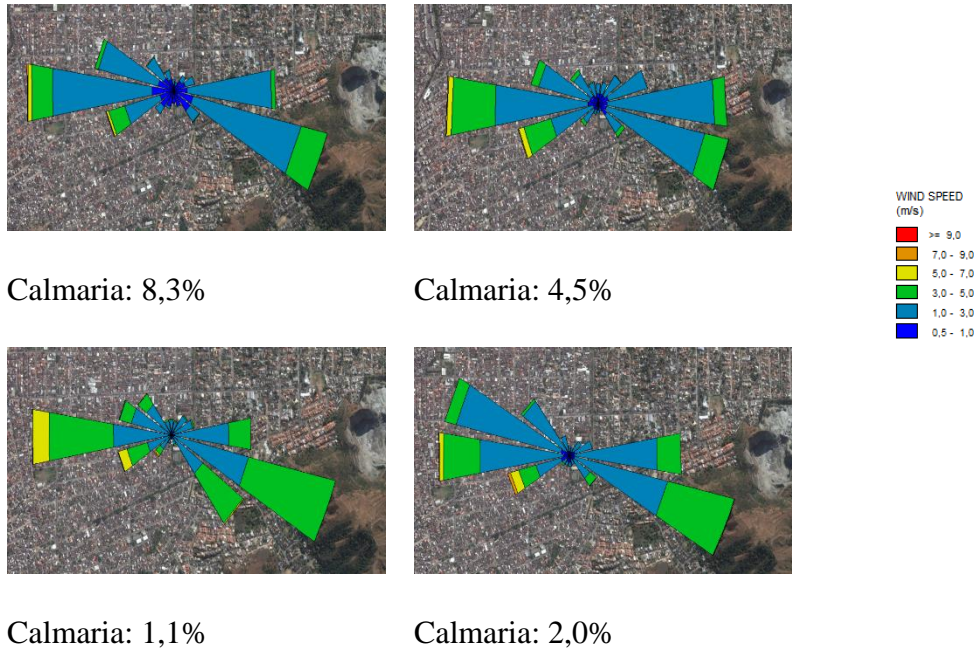 Calmaria: 8,3%
Calmaria: 4,5%
WIND SPEED
(m/s)
>= 9,0
7,0 - 9,0
5,0 - 7,0
3,0 - 5,0
1,0 - 3,0
0,5 - 1,0
Calmaria: 1,1%
Calmaria: 2,0%